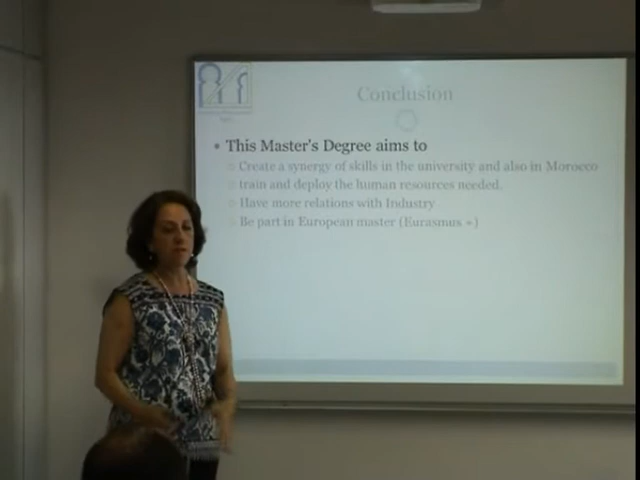 Conclusion
This Master's Degree aims to
Create a synergy of skills in the university and also in Morocco
train and deploy the human resources needed.
Have more relations with Industry
Be part in European master (Eurasmus +)